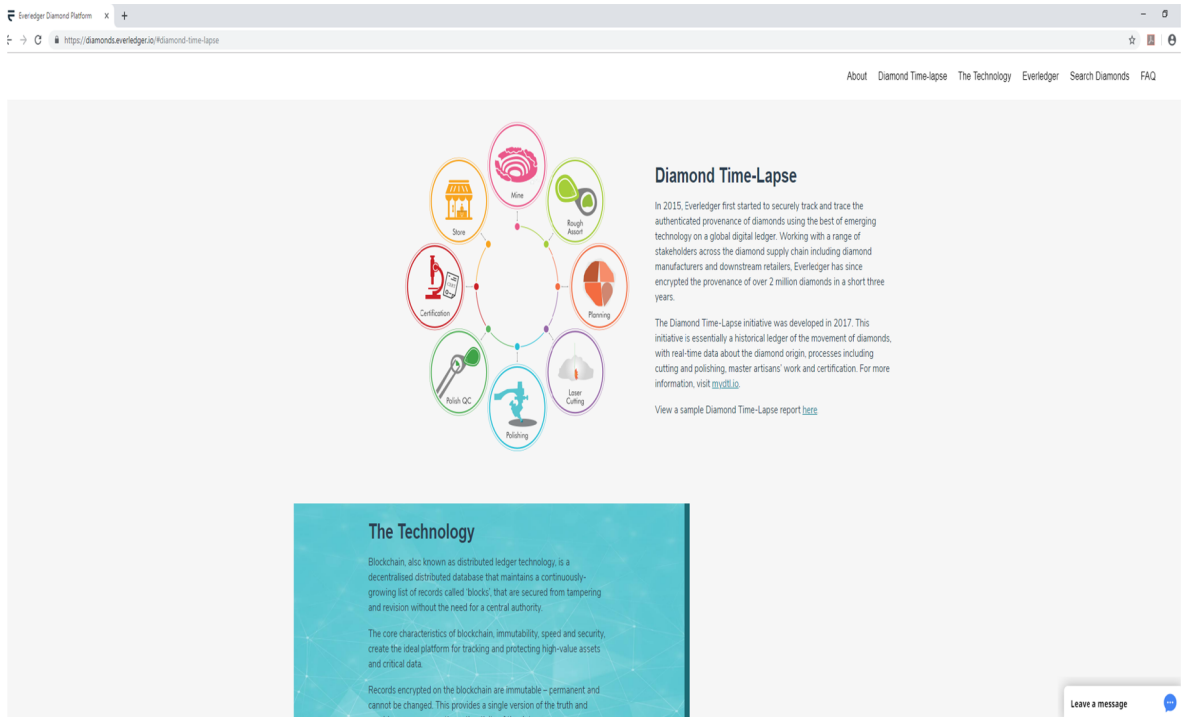 Everledger Diamond Platform
https://diamonds.everledger.io/#diamond-time-lapse
About Diamond Time-lapse The Technology Everledger Search Diamonds FAQ
Mine
Rough
Assort
Planning
Laser
Cutting
Polishing
Polish QC
Certification
Store
Diamond Time-Lapse
In 2015, Everledger first started to securely track and trace the
authenticated provenance of diamonds using the best of emerging
technology on a global digital ledger. Working with a range of
stakeholders across the diamond supply chain including diamond
manufacturers and downstream retailers, Everledger has since
encrypted the provenance of over 2 million diamonds in a short three
years.
The Diamond Time-Lapse initiative was developed in 2017. This
initiative is essentially a historical ledger of the movement of diamonds,
with real-time data about the diamond origin, processes including
cutting and polishing, master artisans' work and certification. For more
information, visit mydtl.io.
View a sample Diamond Time-Lapse report here
The Technology
Blockchain, also known as distributed ledger technology, is a
decentralised distributed database that maintains a continuously-
growing list of records called 'blocks', that are secured from tampering
and revision without the need for a central authority.
The core characteristics of blockchain, immutability, speed and security,
create the ideal platform for tracking and protecting high-value assets
and critical data.
Records encrypted on the blockchain are immutable – permanent and
cannot be changed. This provides a single version of the truth and
Leave a message